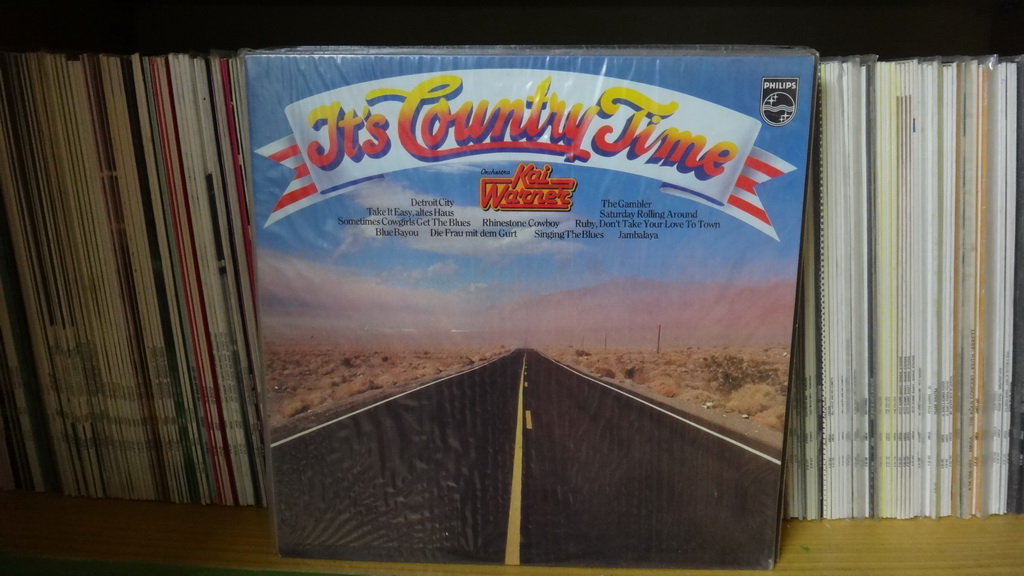 It's Country Time
PHILIPS
Orchestra
Kai
Warner
Detroit City
The Gambler
Take It Easy, altes Haus
Saturday Rolling Around
Sometimes Cowgirls Get The Blues Rhinestone Cowboy Ruby, Don't Take Your Love To Town
Blue Bayou Die Frau mit dem Gurt Singing The Blues Jambalaya